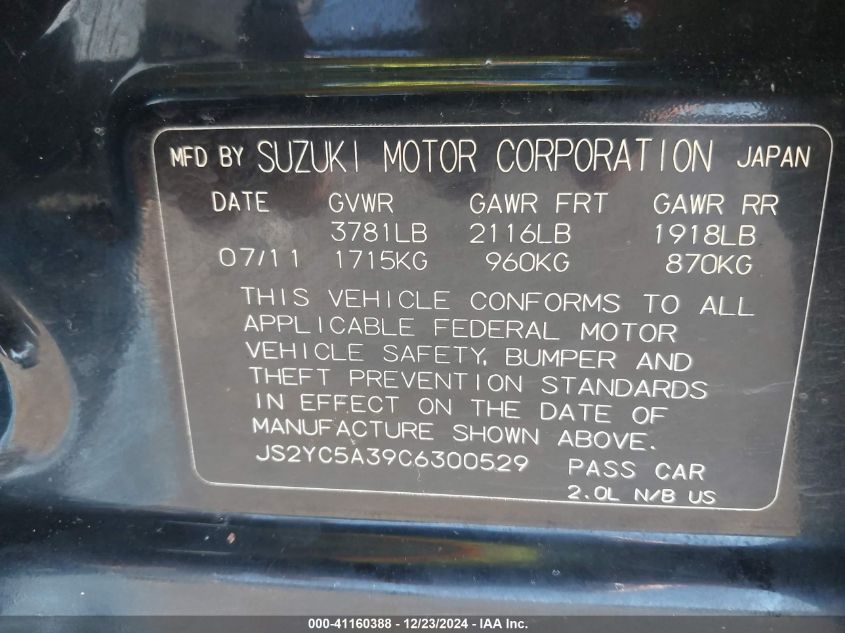 MFD BY SUZUKI MOTOR CORPORATION JAPAN
DATE GVWR GAWR FRT GAWR RR
3781LB 2116LB 1918LB
07/11 1715KG 960KG 870KG
THIS VEHICLE CONFORMS TO ALL
APPLICABLE FEDERAL MOTOR
VEHICLE SAFETY, BUMPER AND
THEFT PREVENTION STANDARDS
IN EFFECT ON THE DATE OF
MANUFACTURE SHOWN ABOVE.
JS2YC5A39C6300529 PASS CAR
2.0L N/B US
000-41160388 - 12/23/2024 - IAA Inc.